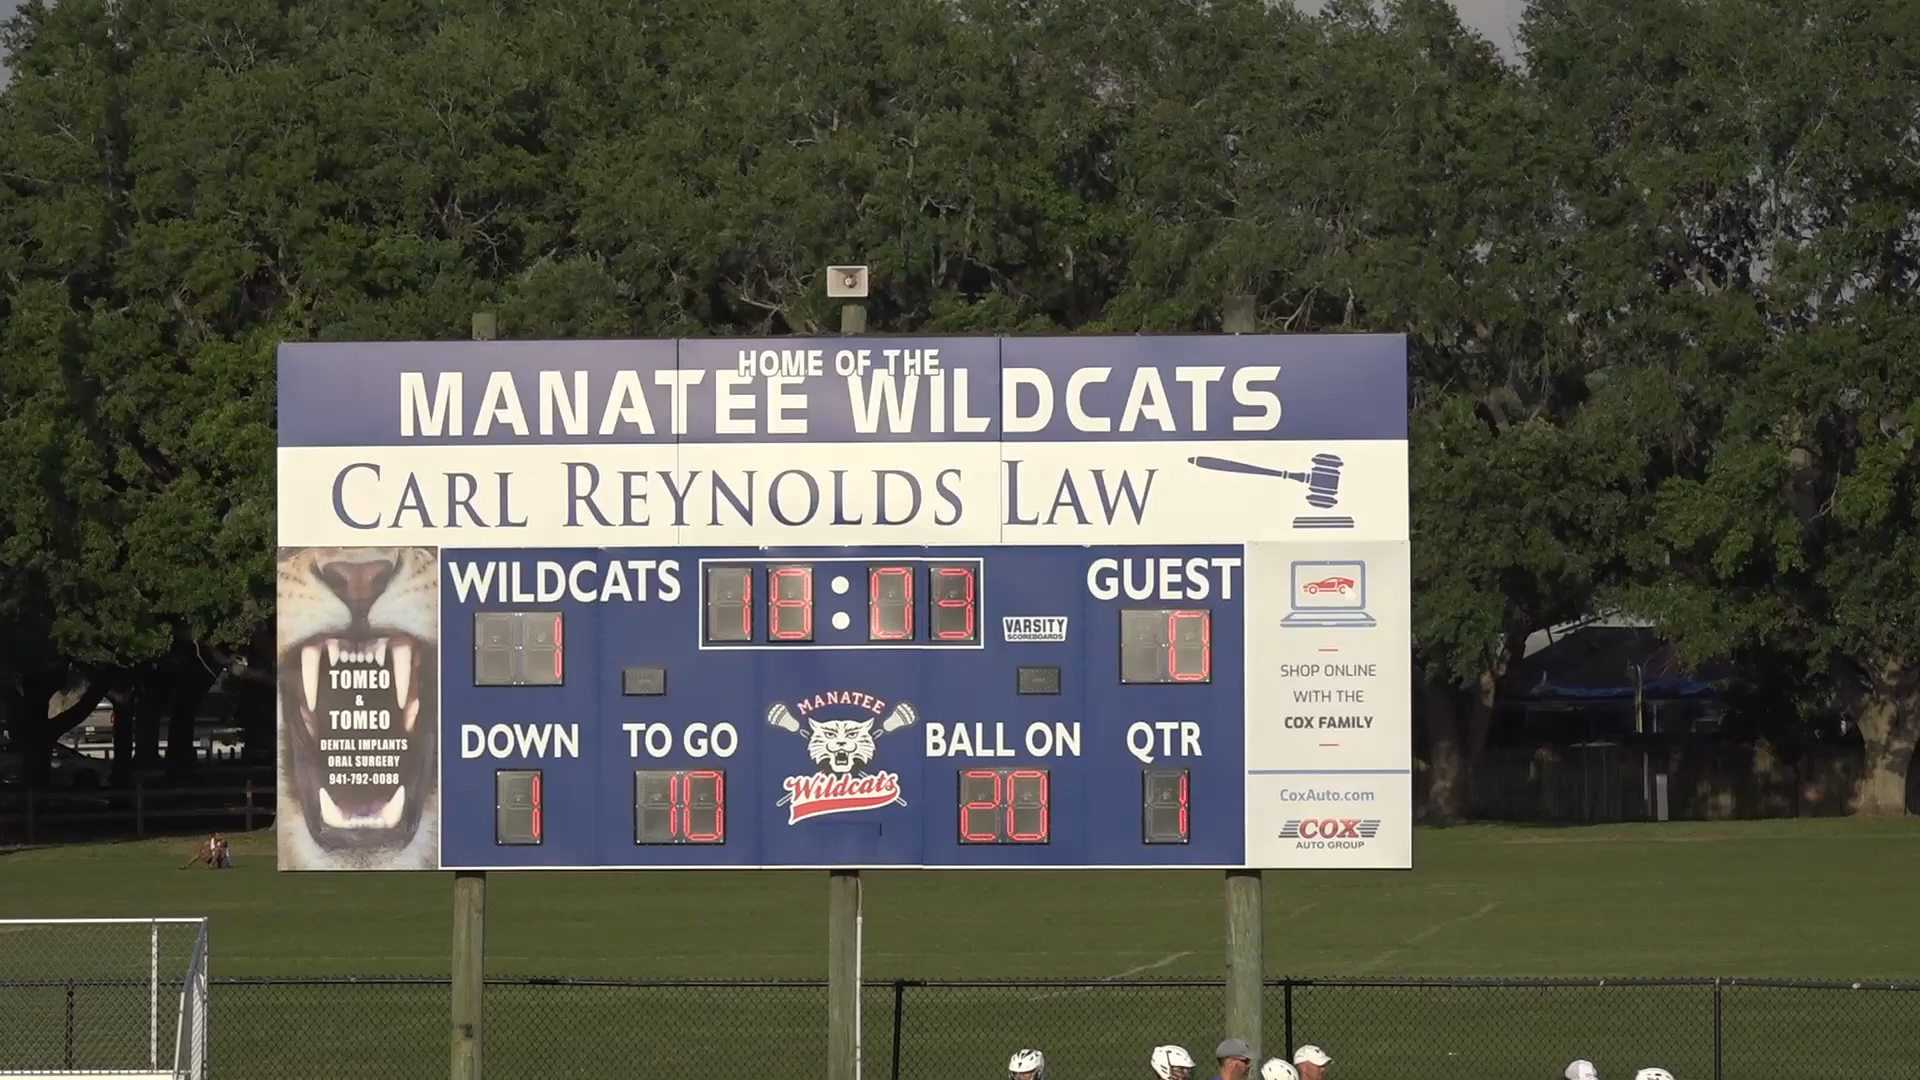 HOME OF THE
MANATEE WILDCATS
CARL REYNOLDS LAW
WILDCATS
18:03
GUEST
1
0
VARSITY
SCOREBOARDS
TOMEO
&
TOMEO
DENTAL IMPLANTS
ORAL SURGERY
941-792-0088
DOWN
TO GO
MANATEE
Wildcats
BALL ON
QTR
1
10
20
1
SHOP ONLINE
WITH THE
COX FAMILY
CoxAuto.com
COX
AUTO GROUP